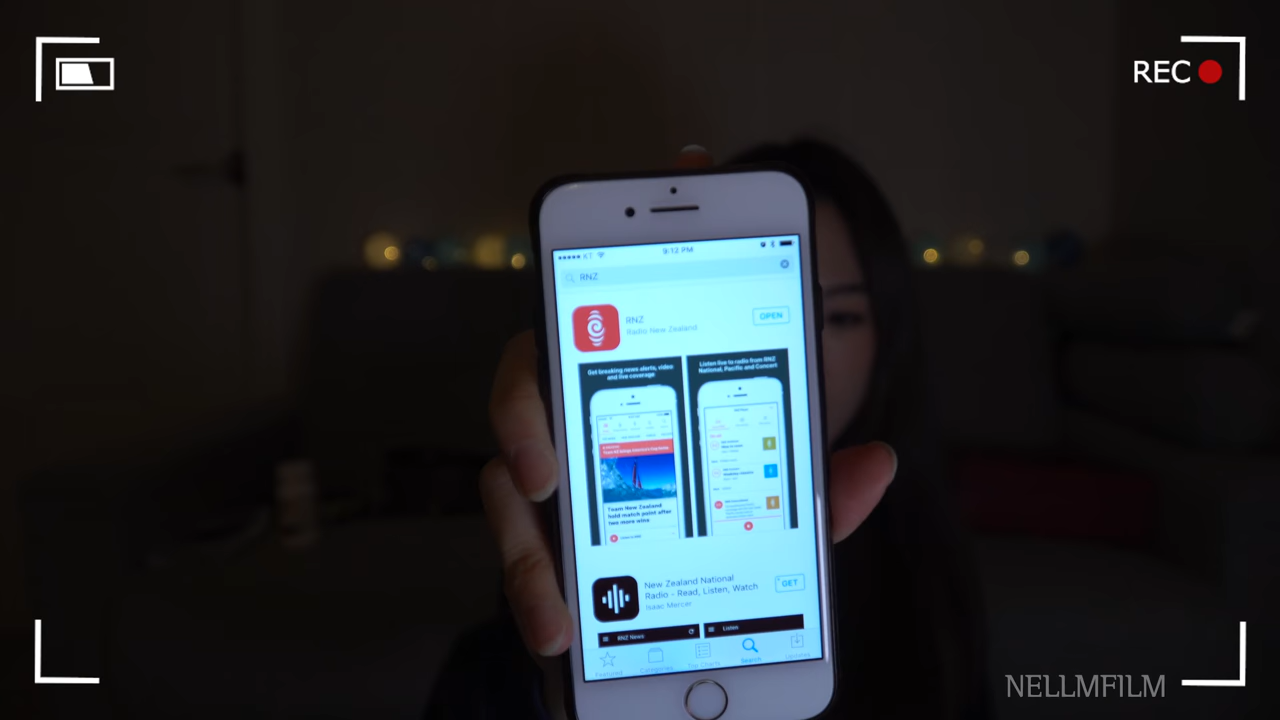 REC
9:12 PM
RNZ
RNZ
Radio New Zealand
OPEN
Get breaking news alerts, video
and live coverage
Listen live to radio from RNZ
National, Pacific and Concert
Team New Zealand
hold match point after
two more wins
New Zealand National
Radio - Read, Listen, Watch
Isaac Mercer
GET
RNZ News
Listen
Featured
Categories
Top Charts
Search
Updates
NELLMFILM